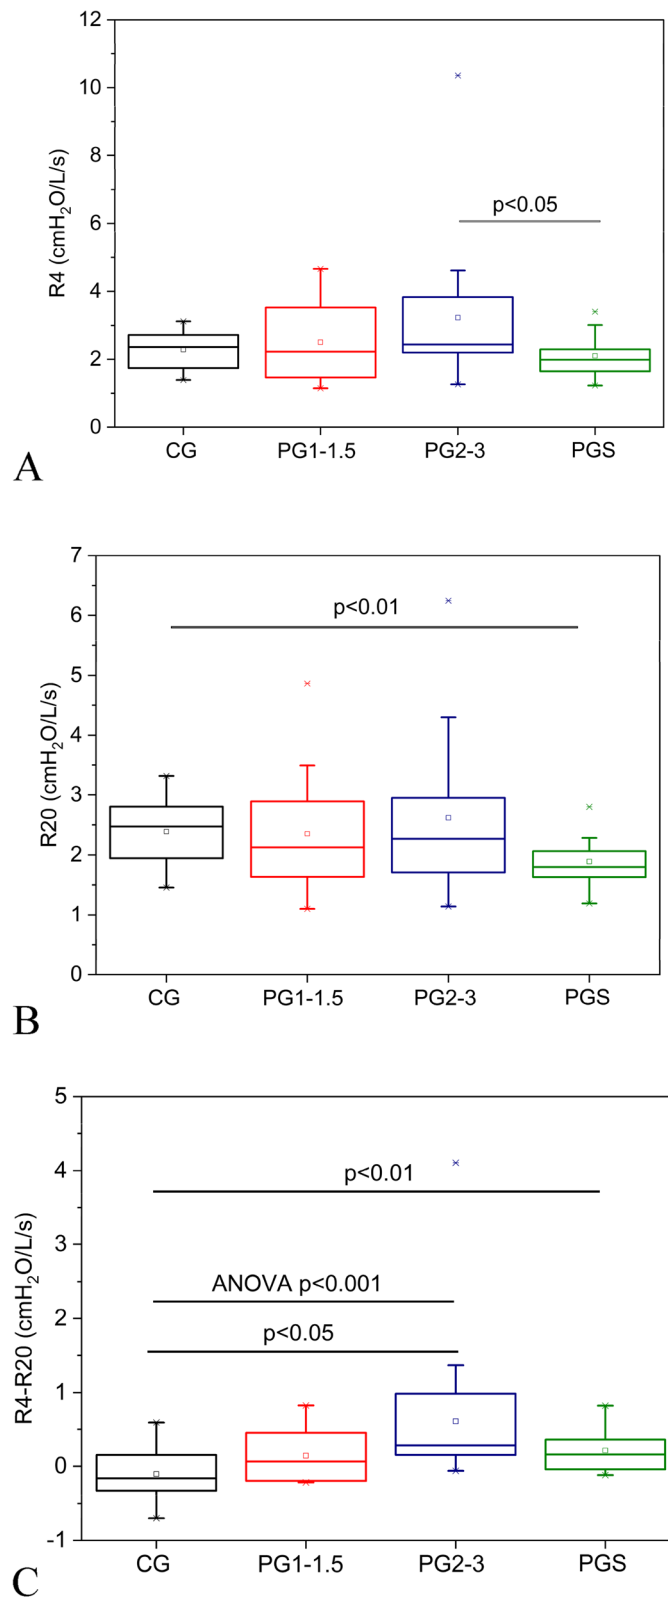 12
10
8
6
4
2
0
R4 (cmH₂O/L/s)
p<0.05
CG PG1-1.5 PG2-3 PGS
A
7
6
5
4
3
2
1
0
R20 (cmH₂O/L/s)
p<0.01
CG PG1-1.5 PG2-3 PGS
B
5
4
3
2
1
0
-1
R4-R20 (cmH₂O/L/s)
p<0.01
ANOVA p<0.001
p<0.05
CG PG1-1.5 PG2-3 PGS
C